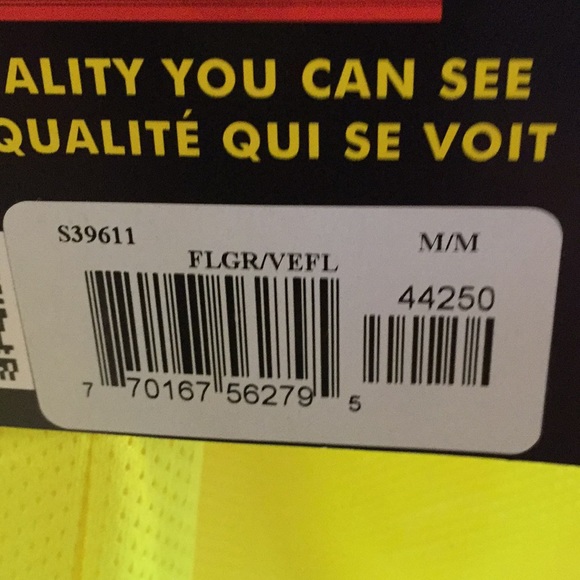 ALITY YOU CAN SEE
QUALITÉ QUI SE VOIT
S39611
M/M
FLGR/VEFL
44250
7 70167 56279 5